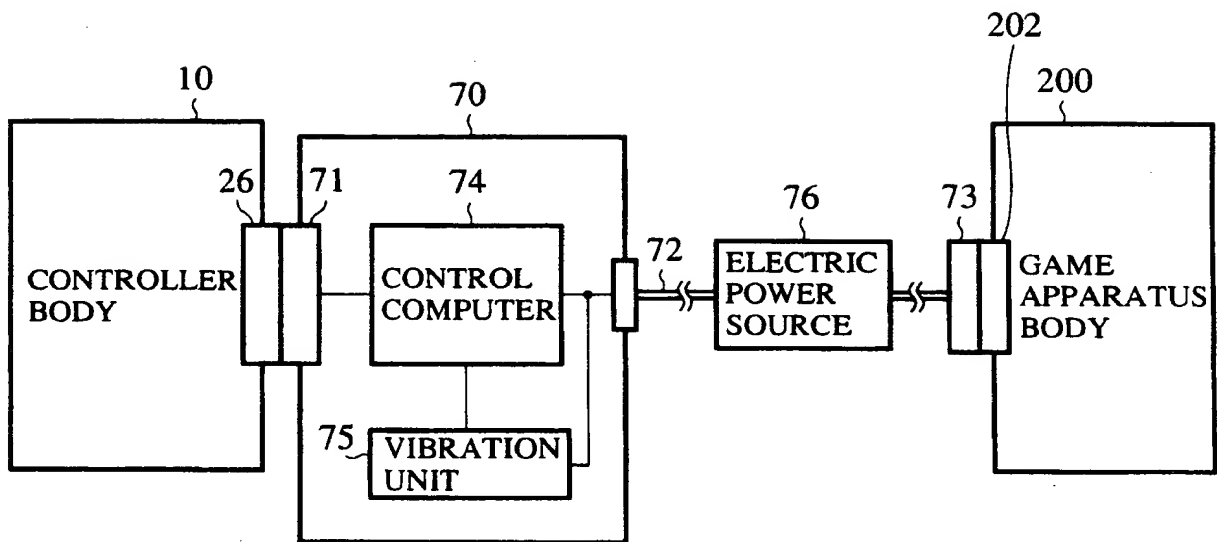 202
10
200
70
26
71
74
76
73
72
CONTROLLER
BODY
CONTROL
COMPUTER
ELECTRIC
POWER
SOURCE
GAME
APPARATUS
BODY
75
VIBRATION
UNIT